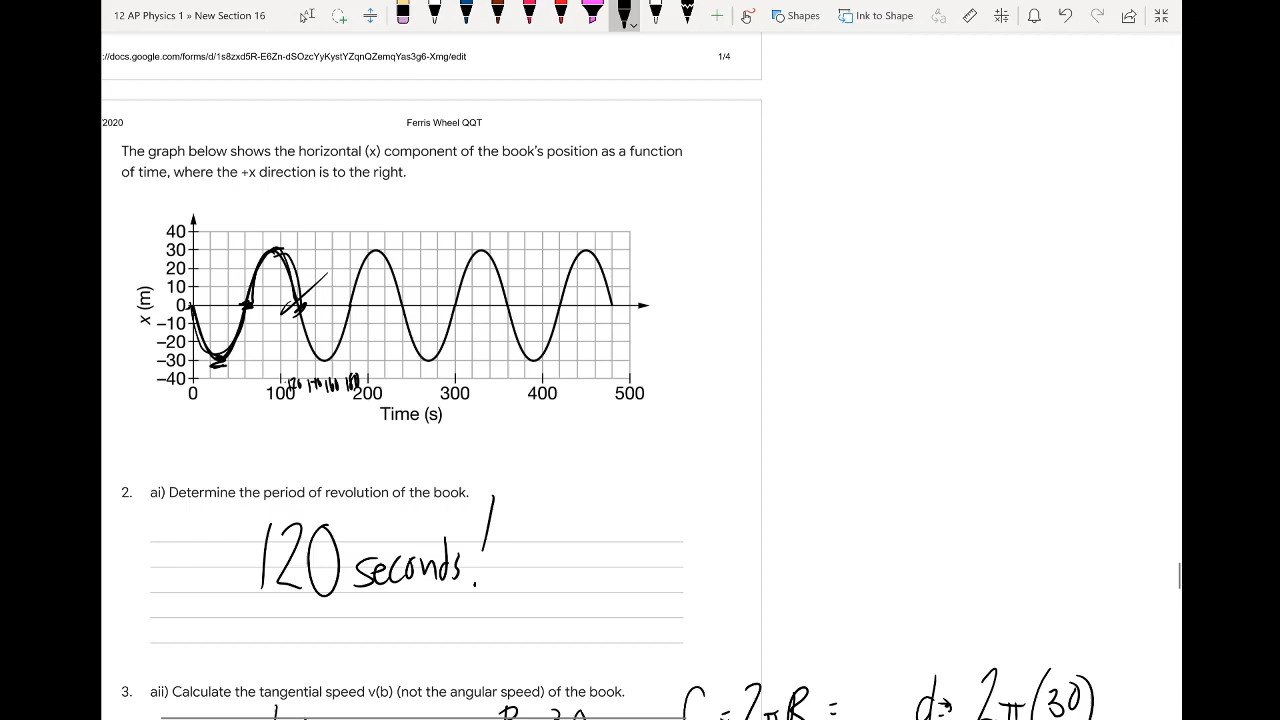 12 AP Physics 1 » New Section 16
Shapes
Ink to Shape
://docs.google.com/forms/d/1s8zxd5R-E6Zn-dSOzcYyKystYZqnQZemqYas3g6-Xmg/edit
1/4
/2020
Ferris Wheel QQT
The graph below shows the horizontal (x) component of the book's position as a function
of time, where the +x direction is to the right.
40
30
20
10
0
−10
−20
−30
−40
x (m)
120 140 160 180
0 100 200 300 400 500
Time (s)
2. ai) Determine the period of revolution of the book.
120 seconds!
3. aii) Calculate the tangential speed v(b) (not the angular speed) of the book.
C = 2πR =
d → 2π(30)